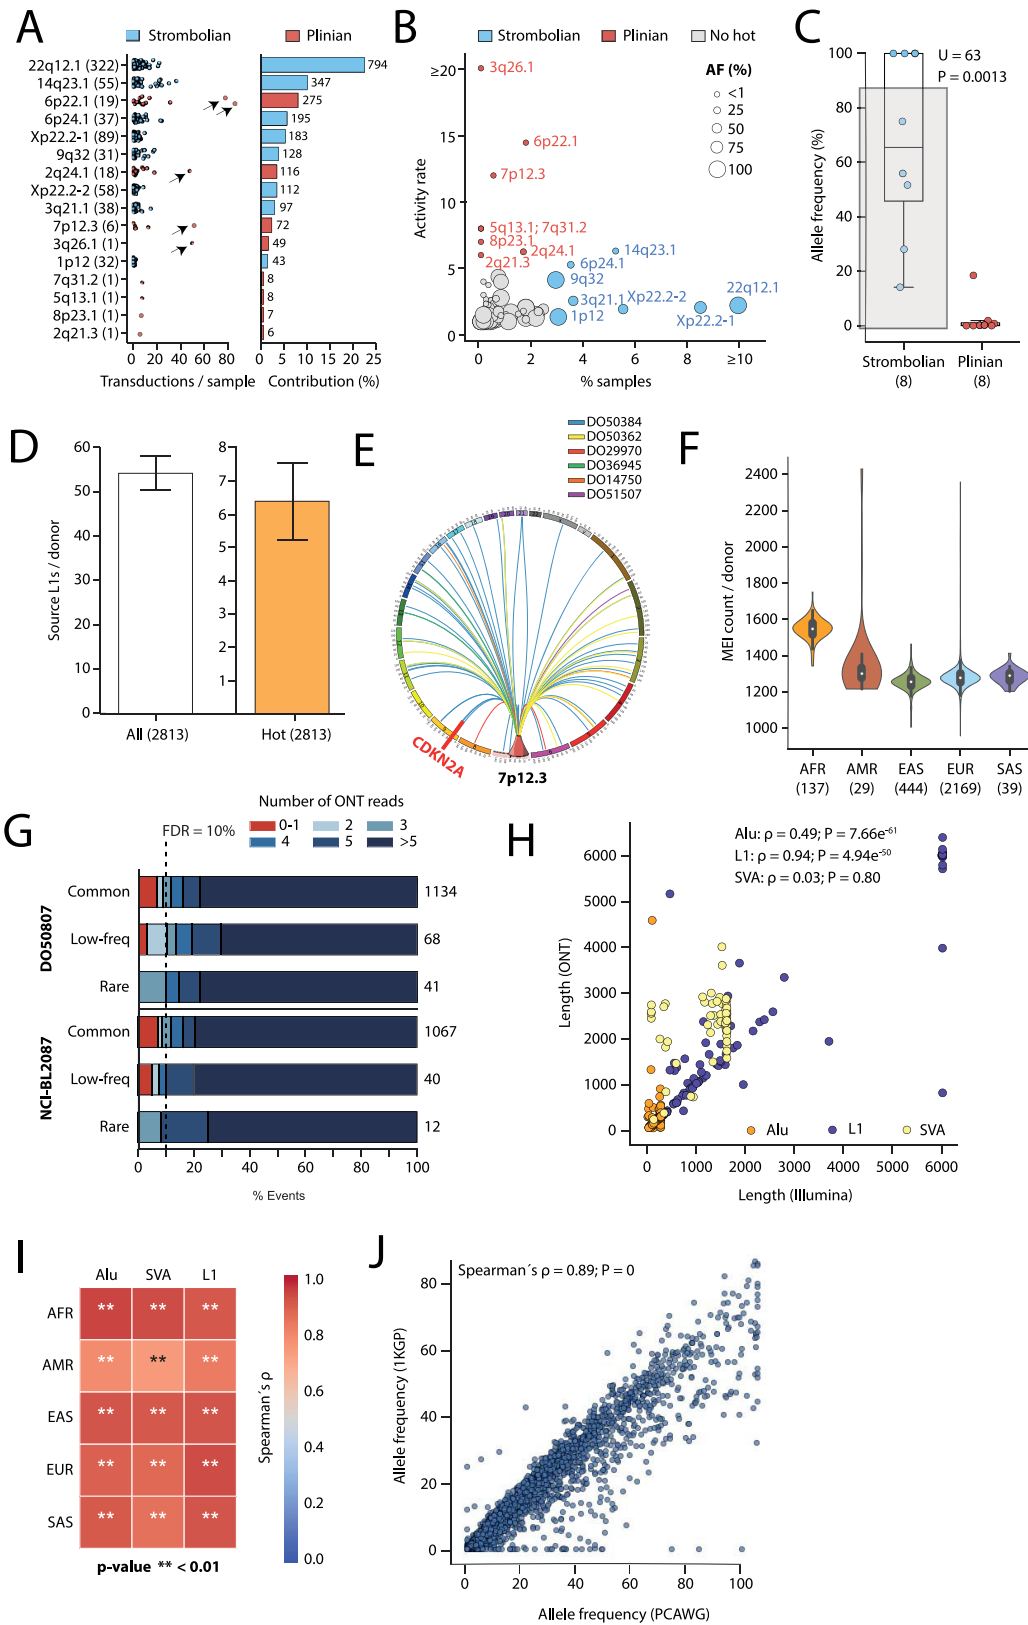 A
Strombolian Plinian
22q12.1 (322) 794
14q23.1 (55) 347
6p22.1 (19) 275
6p24.1 (37) 195
Xp22.2-1 (89) 183
9q32 (31) 128
2q24.1 (18) 116
Xp22.2-2 (58) 112
3q21.1 (38) 97
7p12.3 (6) 72
3q26.1 (1) 49
1p12 (32) 43
7q31.2 (1) 8
5q13.1 (1) 8
8p23.1 (1) 7
2q21.3 (1) 6
0 20 40 60 80 0 5 10 15 20 25
Transductions / sample Contribution (%)
B
Strombolian Plinian No hot
AF (%)
<1
25
50
75
100
≥20
15
10
5
0
Activity rate
3q26.1
6p22.1
7p12.3
5q13.1; 7q31.2
8p23.1
2q24.1
2q21.3
14q23.1
6p24.1
9q32
3q21.1
Xp22.2-2
22q12.1
1p12
Xp22.2-1
0 2 4 6 8 ≥10
% samples
C
U = 63
P = 0.0013
100
80
60
40
20
0
Allele frequency (%)
Strombolian (8)
Plinian (8)
D
60
50
40
30
20
10
0
Source L1s / donor
8
7
6
5
4
3
2
1
All (2813) Hot (2813)
E
DO50384
DO50362
DO29970
DO36945
DO14750
DO51507
CDKN2A
7p12.3
F
2400
2200
2000
1800
1600
1400
1200
1000
MEI count / donor
AFR AMR EAS EUR SAS
(137) (29) (444) (2169) (39)
G
Number of ONT reads
FDR = 10%
0-1 2 3
4 5 >5
DO50807
Common 1134
Low-freq 68
Rare 41
NCI-BL2087
Common 1067
Low-freq 40
Rare 12
0 20 40 60 80 100
% Events
H
Alu: ρ = 0.49; P = 7.66e-61
L1: ρ = 0.94; P = 4.94e-50
SVA: ρ = 0.03; P = 0.80
6000
5000
4000
3000
2000
1000
0
Length (ONT)
Alu L1 SVA
0 1000 2000 3000 4000 5000 6000
Length (Illumina)
I
Alu SVA L1
AFR ** ** **
AMR ** ** **
EAS ** ** **
EUR ** ** **
SAS ** ** **
p-value ** < 0.01
Spearman´s ρ
1.0
0.8
0.6
0.4
0.2
0.0
J
Spearman´s ρ = 0.89; P = 0
80
60
40
20
0
Allele frequency (1KGP)
0 20 40 60 80 100
Allele frequency (PCAWG)